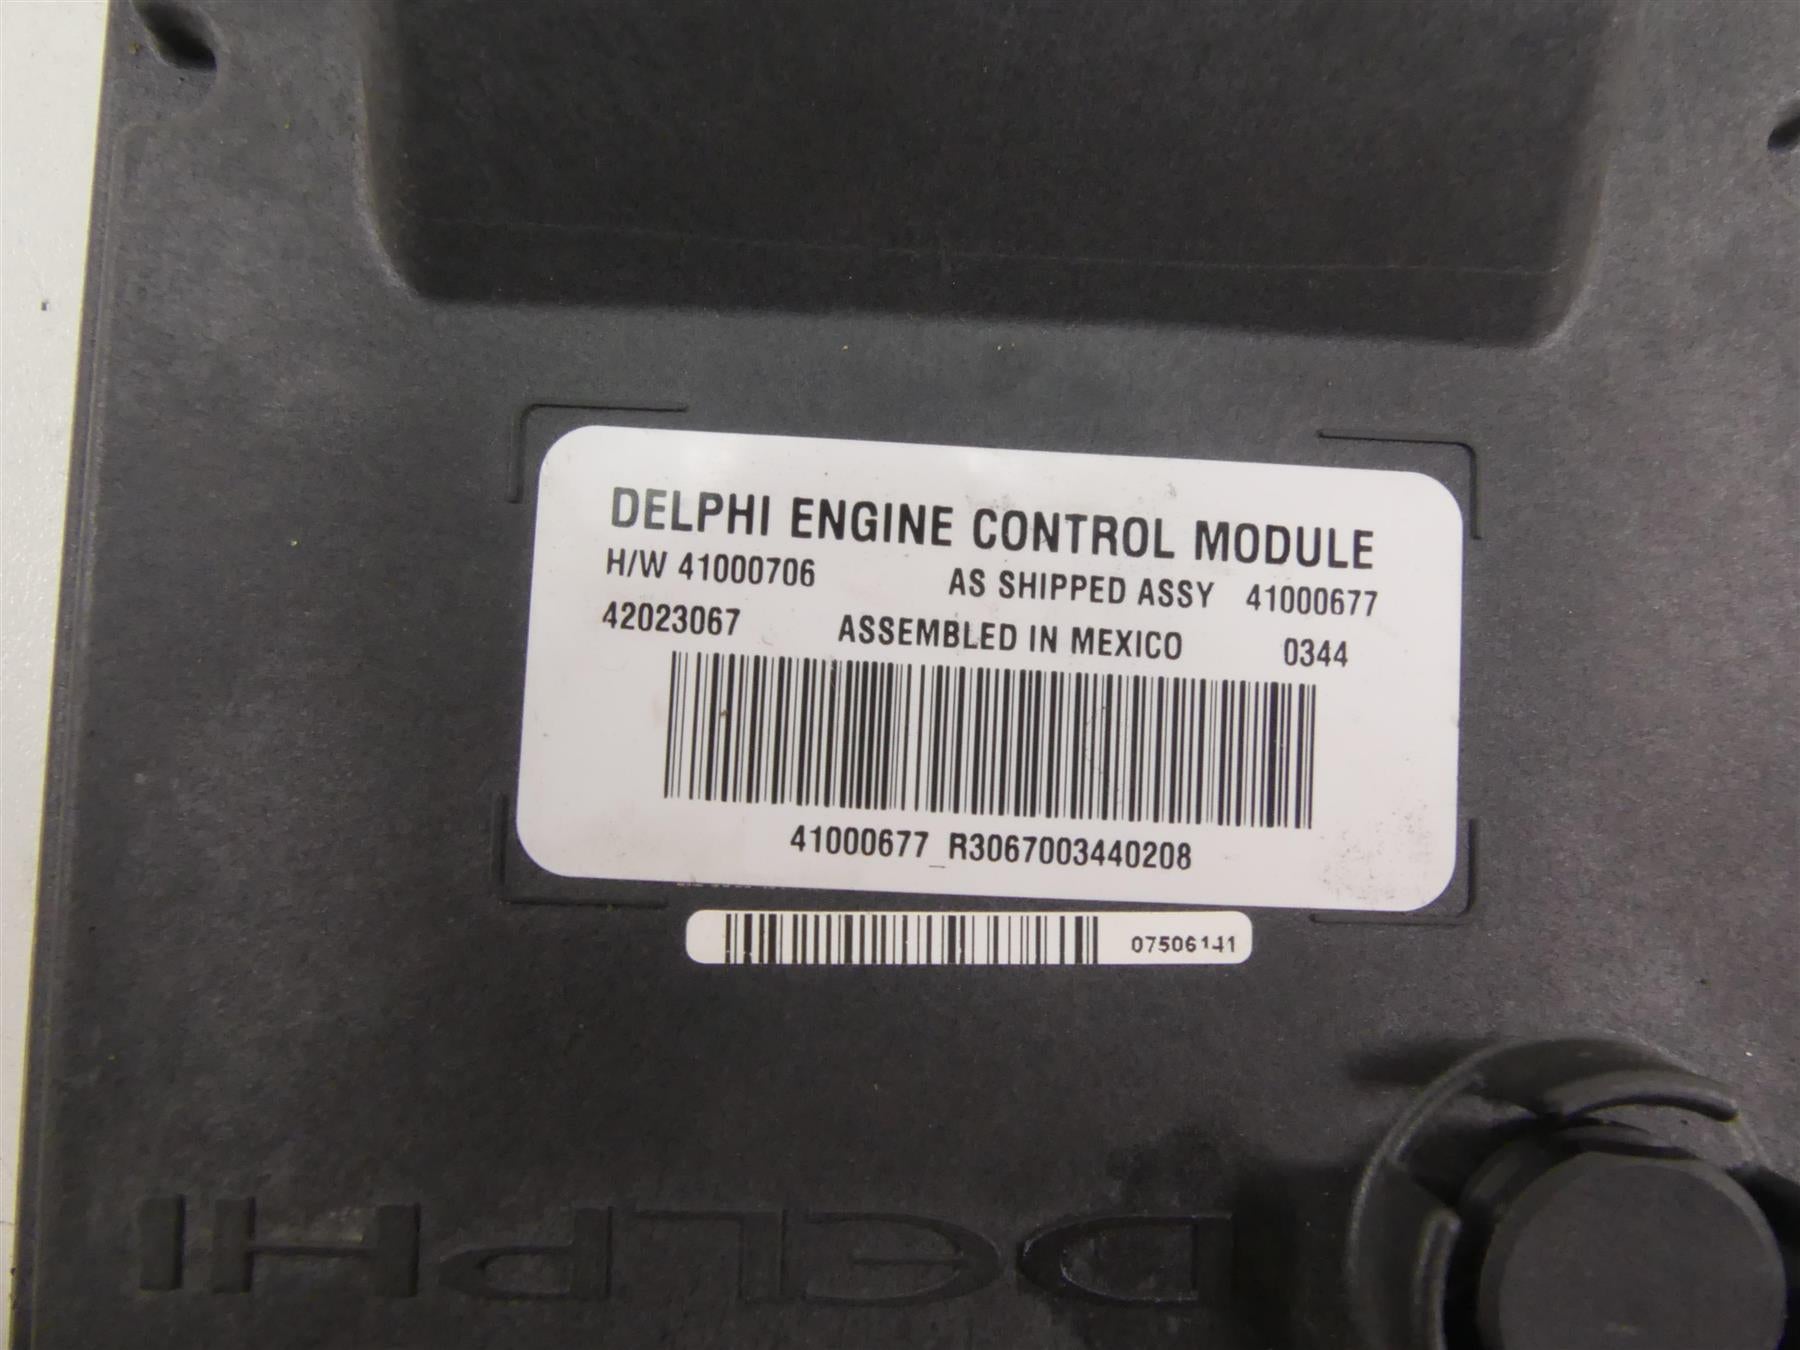 DELPHI ENGINE CONTROL MODULE
H/W 41000706 AS SHIPPED ASSY 41000677
42023067 ASSEMBLED IN MEXICO 0344
41000677_R3067003440208
07506141
DELPHI